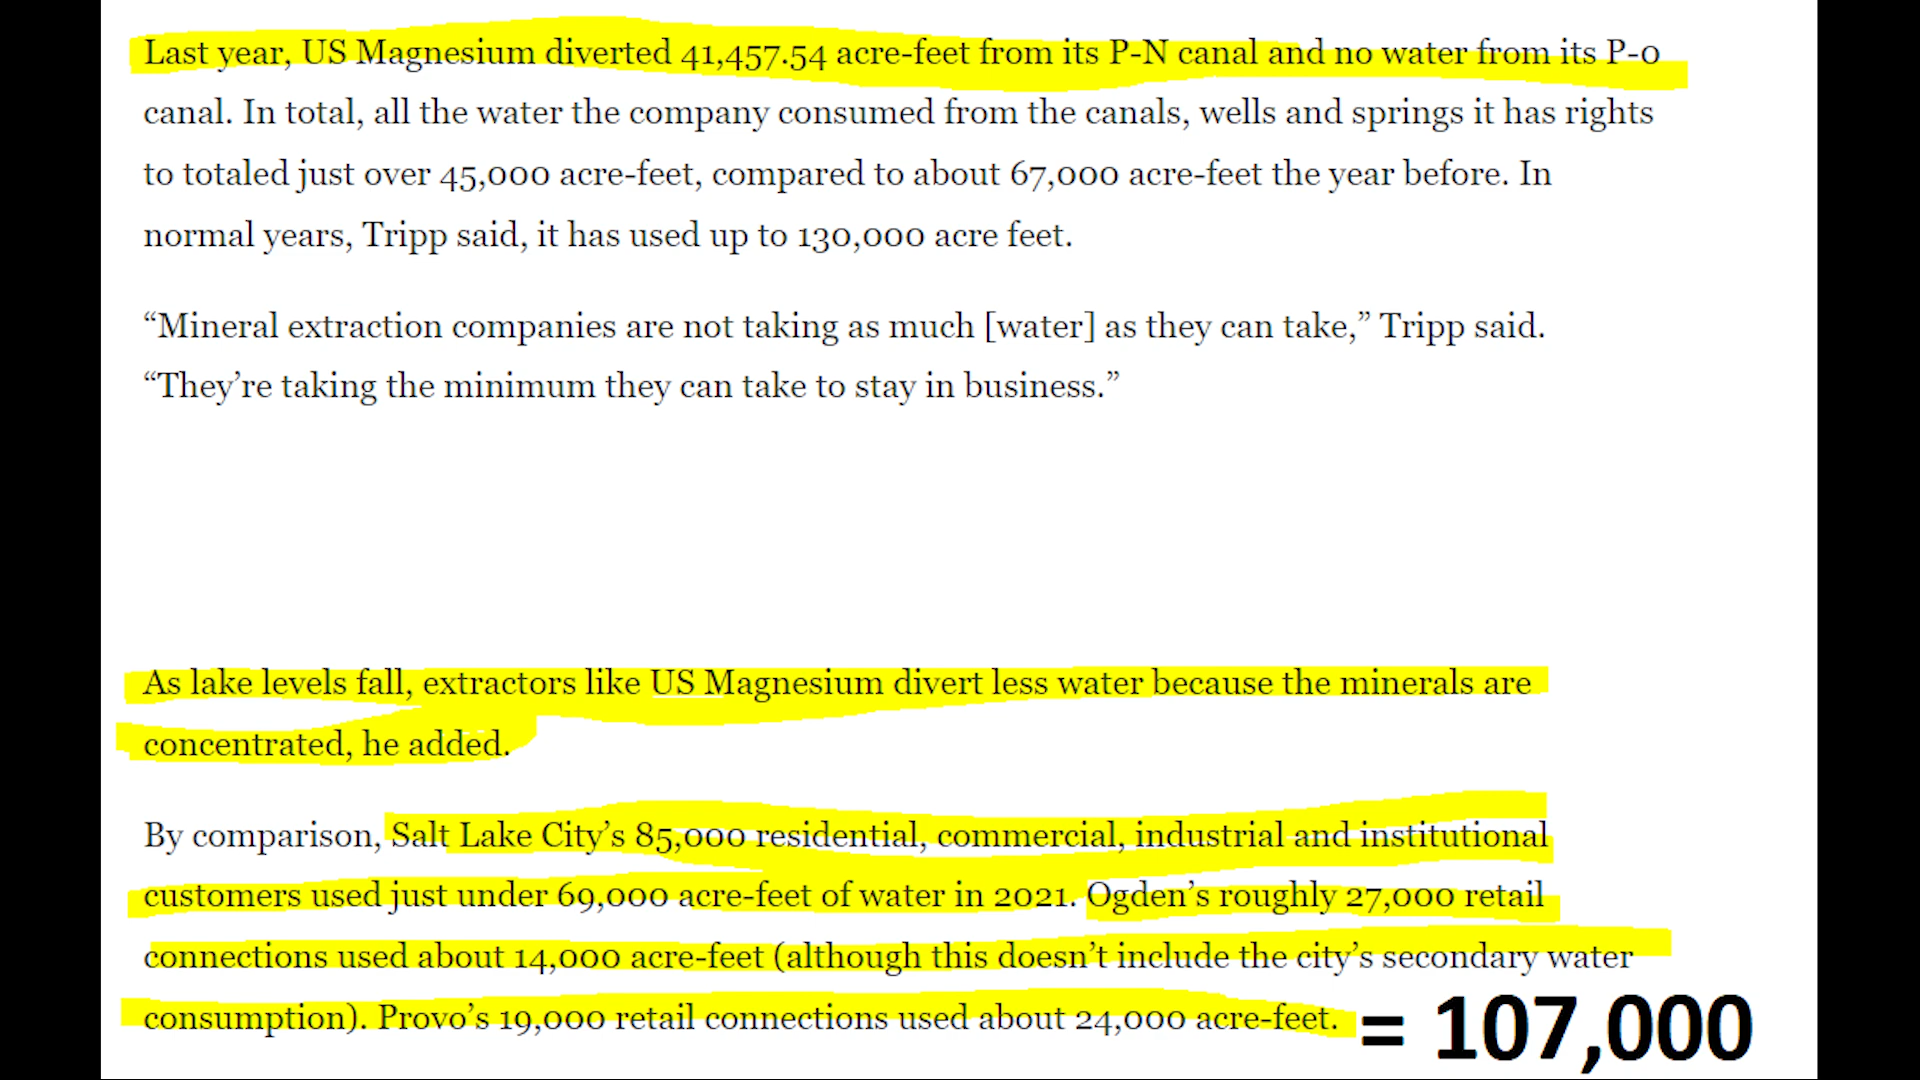 Last year, US Magnesium diverted 41,457.54 acre-feet from its P-N canal and no water from its P-0
canal. In total, all the water the company consumed from the canals, wells and springs it has rights
to totaled just over 45,000 acre-feet, compared to about 67,000 acre-feet the year before. In
normal years, Tripp said, it has used up to 130,000 acre feet.
“Mineral extraction companies are not taking as much [water] as they can take,” Tripp said.
“They’re taking the minimum they can take to stay in business.”
As lake levels fall, extractors like US Magnesium divert less water because the minerals are
concentrated, he added.
By comparison, Salt Lake City’s 85,000 residential, commercial, industrial and institutional
customers used just under 69,000 acre-feet of water in 2021. Ogden’s roughly 27,000 retail
connections used about 14,000 acre-feet (although this doesn’t include the city’s secondary water
consumption). Provo’s 19,000 retail connections used about 24,000 acre-feet. = 107,000